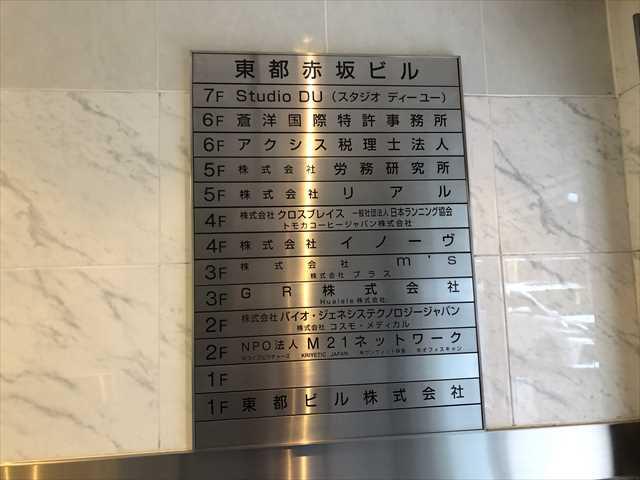 東都赤坂ビル
7F Studio DU (スタジオ ディーユー)
6F 蒼洋国際特許事務所
6F アクシス税理士法人
5F 株式会社 労務研究所
5F 株式会社 リアル
4F 株式会社 クロスブレイス 一般社団法人 日本ランニング協会
トモカコーヒージャパン株式会社
4F 株式会社 イノーヴ
3F 株式会社 m's
株式会社 プラス
3F GR株式会社
Hualele株式会社
2F 株式会社 バイオ・ジェネシステクノロジージャパン
株式会社 コスモ・メディカル
2F NPO法人 M21ネットワーク
KRIYETIC JAPAN
1F
1F 東都ビル株式会社